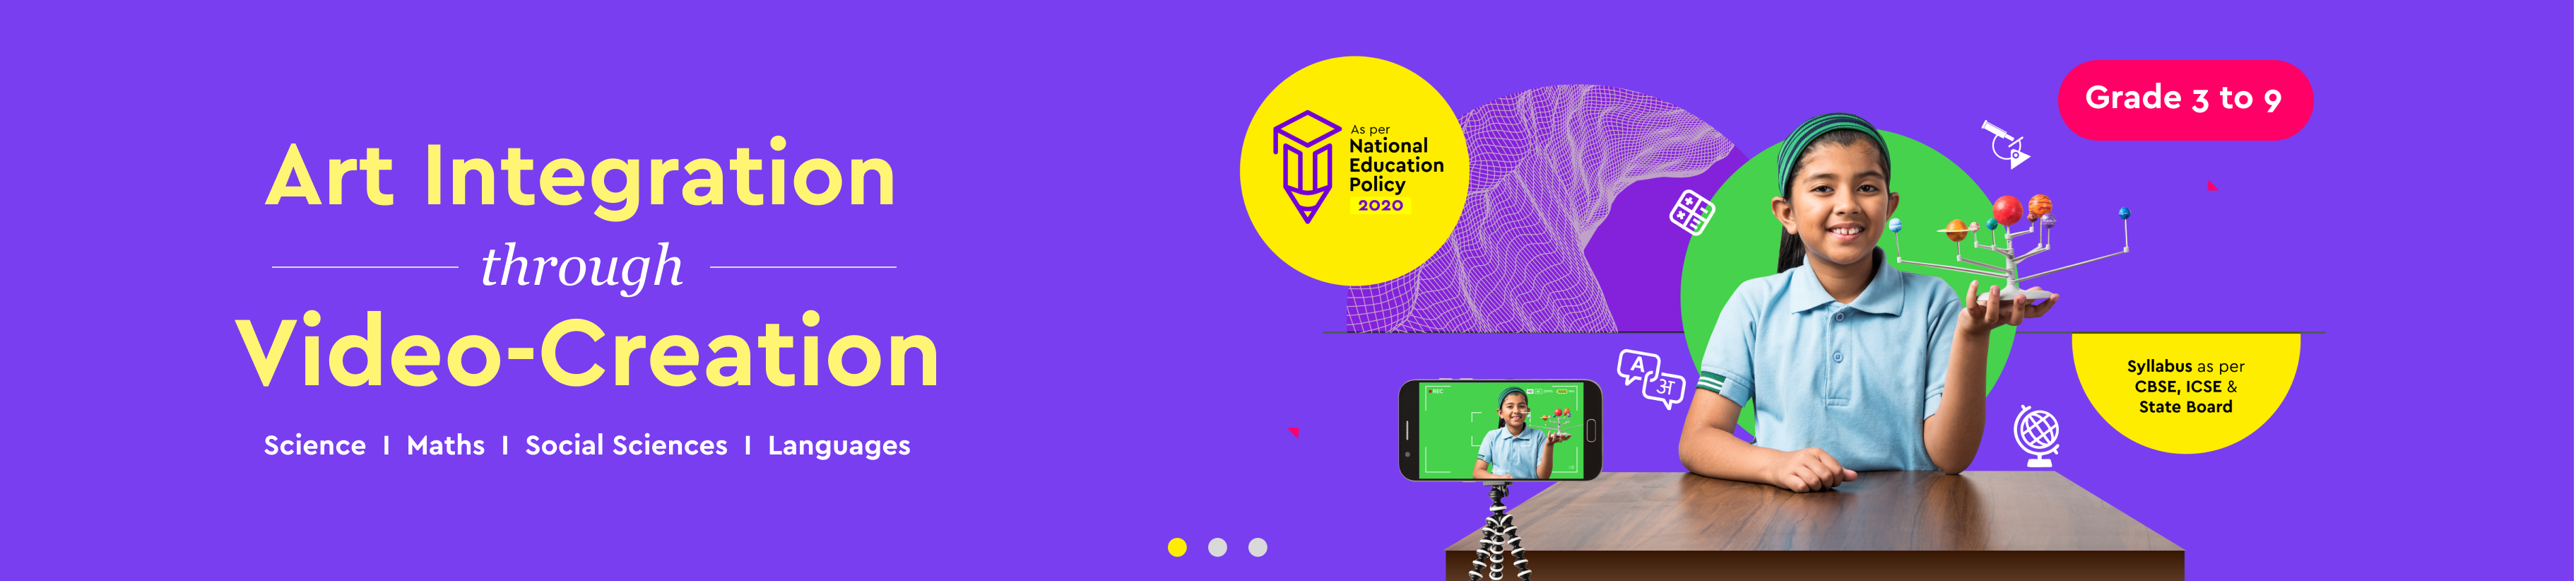 Art Integration
through
Video-Creation
Science | Maths | Social Sciences | Languages
As per
National
Education
Policy
2020
Grade 3 to 9
A
अ
REC
Syllabus as per
CBSE, ICSE &
State Board